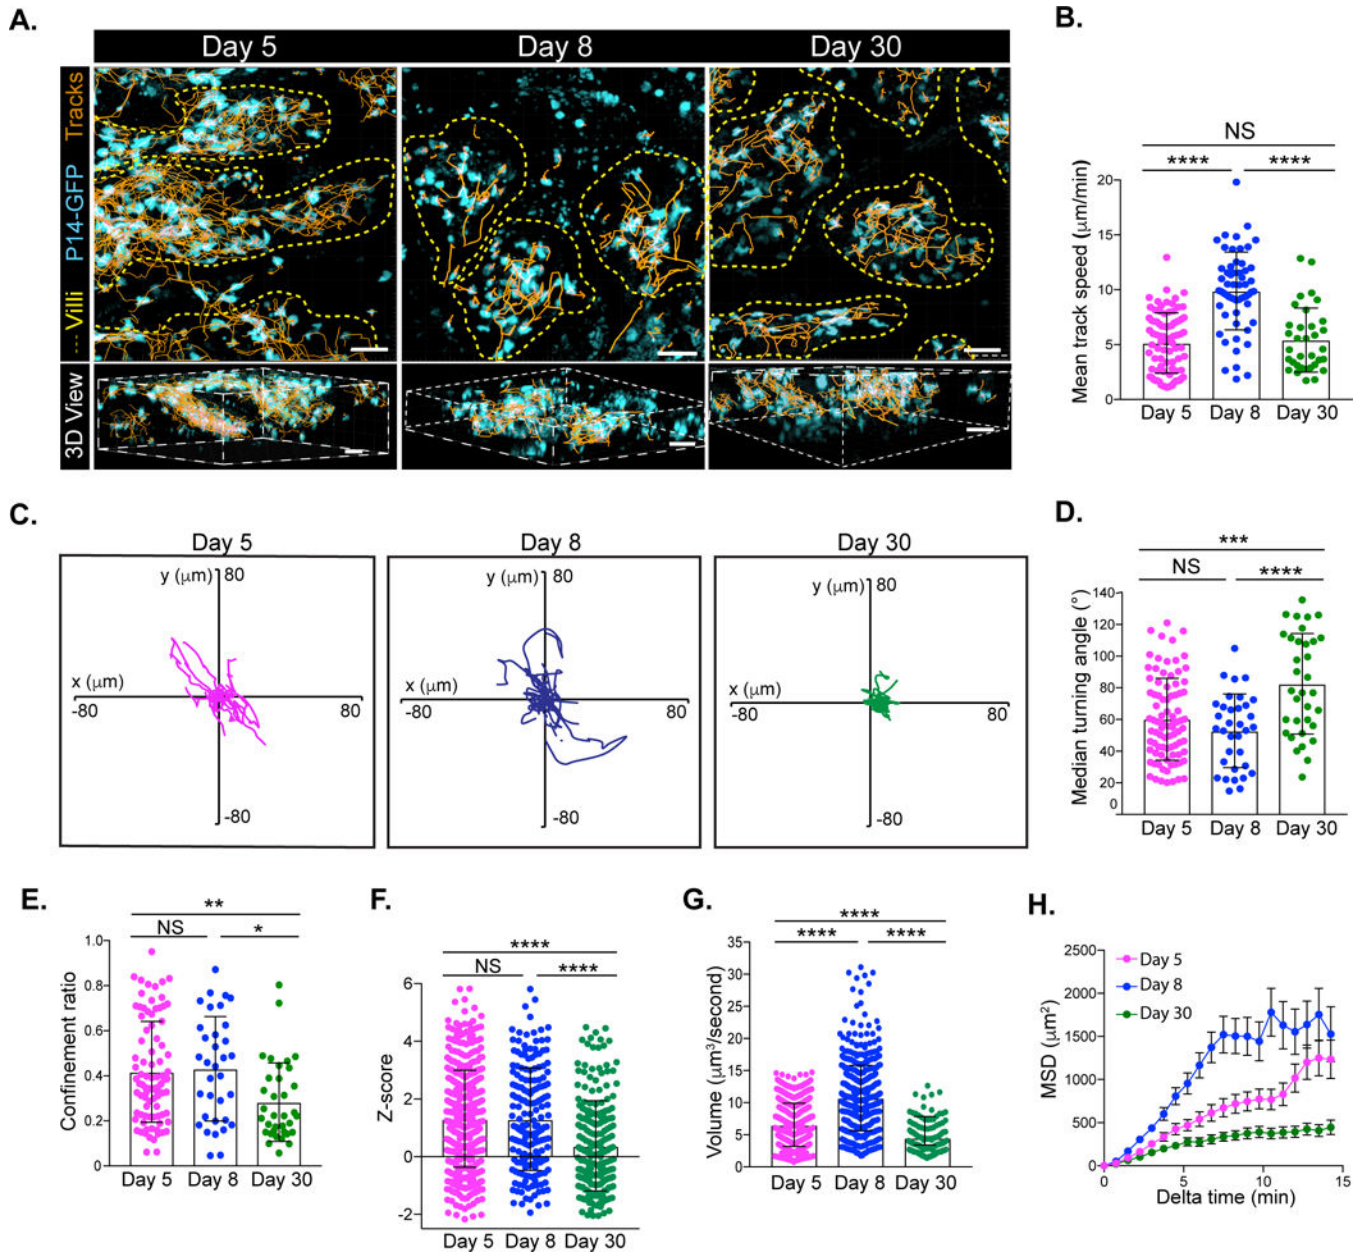 A.
Day 5
Day 8
Day 30
--- Villi P14-GFP Tracks
3D View
B.
NS
**** ****
Mean track speed (μm/min)
20
15
10
5
0
Day 5 Day 8 Day 30
C.
Day 5
Day 8
Day 30
y (μm) 80
x (μm)
-80 80
-80
y (μm) 80
x (μm)
-80 80
-80
y (μm) 80
x (μm)
-80 80
-80
D.
***
NS ****
Median turning angle (°)
140
120
100
80
60
40
20
0
Day 5 Day 8 Day 30
E.
**
NS *
Confinement ratio
1.0
0.8
0.6
0.4
0.2
0
Day 5 Day 8 Day 30
F.
****
NS ****
Z-score
6
4
2
0
-2
Day 5 Day 8 Day 30
G.
****
**** ****
Volume (μm³/second)
35
30
25
20
15
10
5
0
Day 5 Day 8 Day 30
H.
Day 5
Day 8
Day 30
MSD (μm²)
2500
2000
1500
1000
500
0
0 5 10 15
Delta time (min)